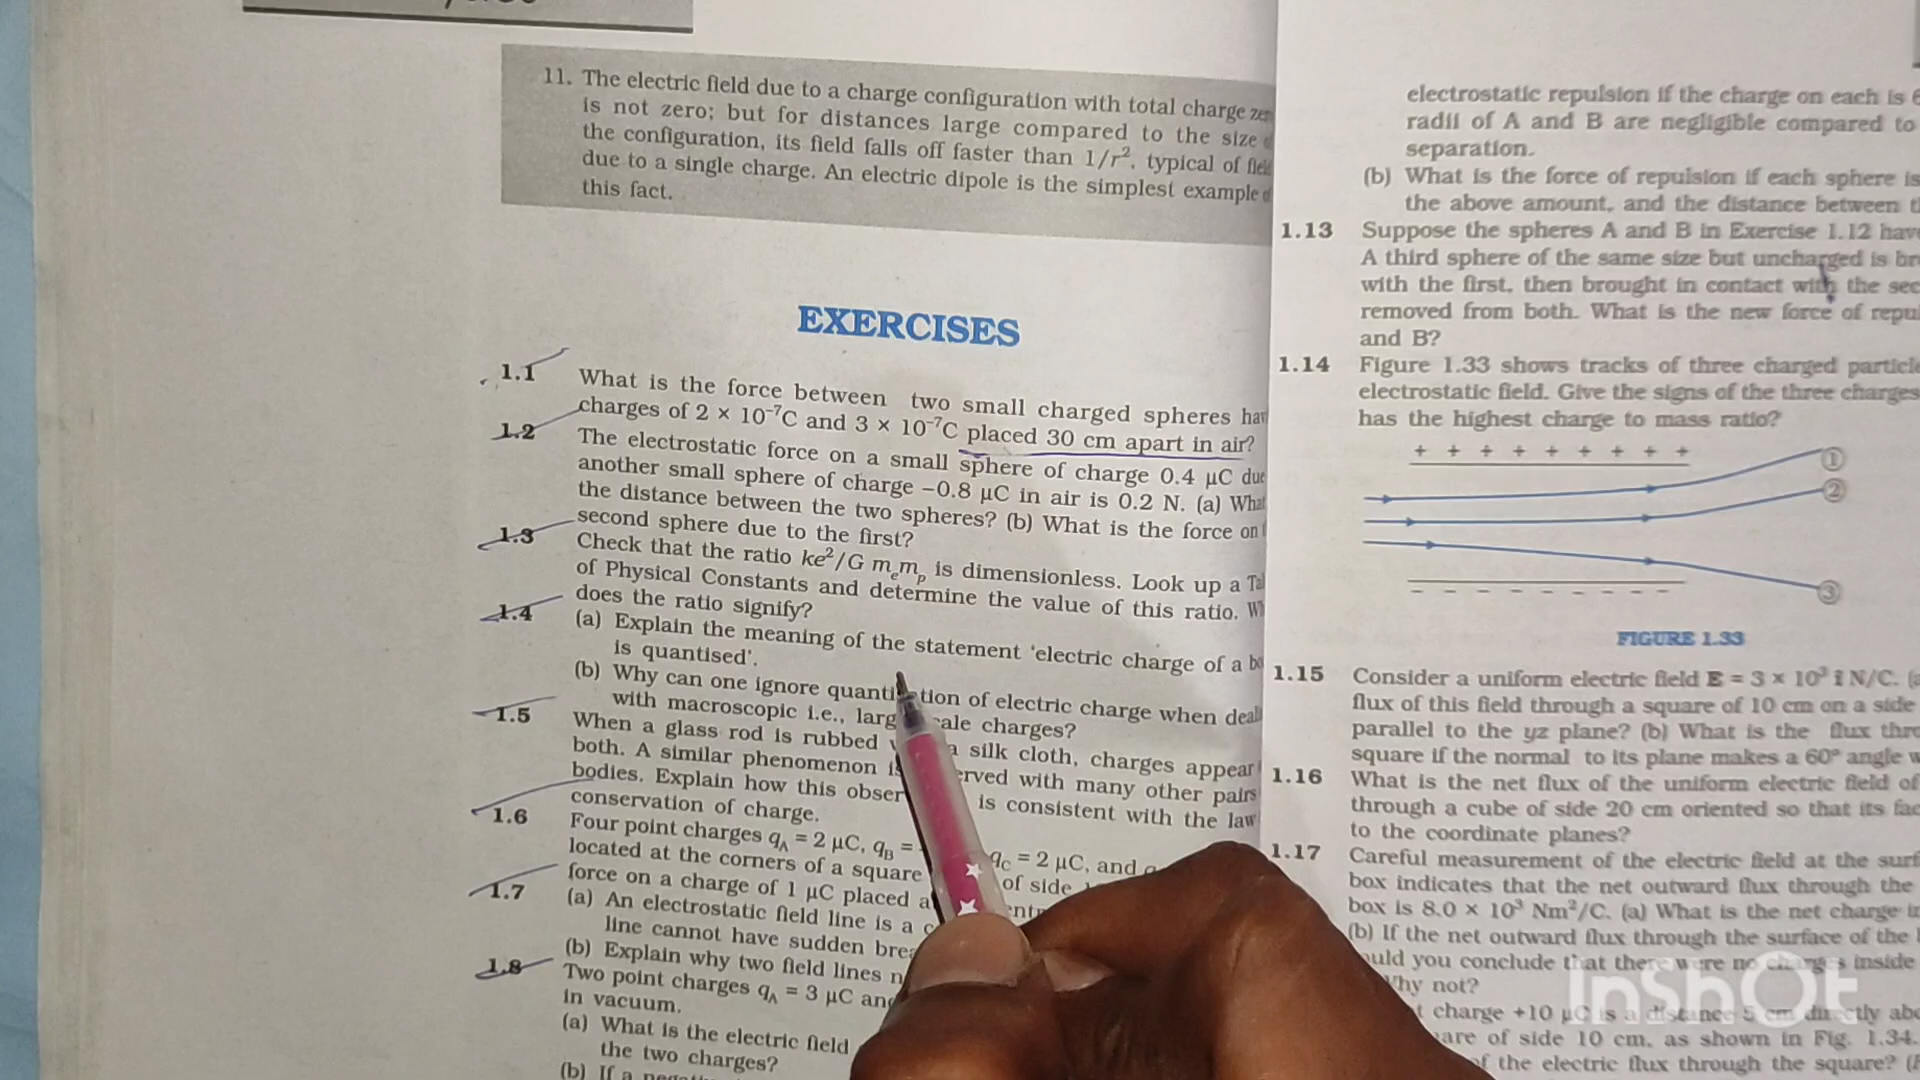 11. The electric field due to a charge configuration with total charge
is not zero; but for distances large compared to the size
the configuration, its field falls off faster than 1/r², typical of
due to a single charge. An electric dipole is the simplest example
this fact.
EXERCISES
1.1 What is the force between two small charged spheres
charges of 2 × 10⁻⁷C and 3 × 10⁻⁷C placed 30 cm apart in air?
1.2 The electrostatic force on a small sphere of charge 0.4 μC due
another small sphere of charge −0.8 μC in air is 0.2 N. (a)
the distance between the two spheres? (b) What is the force on
second sphere due to the first?
1.3 Check that the ratio ke²/G mₑmₚ is dimensionless. Look up a
of Physical Constants and determine the value of this ratio.
does the ratio signify?
1.4 (a) Explain the meaning of the statement 'electric charge of a
is quantised'.
(b) Why can one ignore of electric charge when
with macroscopic i.e., charges?
1.5 When a glass rod is rubbed a silk cloth, charges appear
both. A similar phenomenon with many other pairs
bodies. Explain how this is consistent with the law
conservation of charge.
1.6 Four point charges qA = 2 μC, qB = qC = 2 μC, and
located at the corners of a square of side
force on a charge of 1 μC placed
1.7 (a) An electrostatic field line is a
line cannot have sudden
(b) Explain why two field lines
1.8 Two point charges qA = 3 μC
in vacuum.
(a) What is the electric field
the two charges?
(b) If a
electrostatic repulsion if the charge on each is
radii of A and B are negligible compared to
separation.
(b) What is the force of repulsion if each sphere is
the above amount, and the distance between
1.13 Suppose the spheres A and B in Exercise 1.12
A third sphere of the same size but uncharged is
with the first, then brought in contact with the
removed from both. What is the new force of
and B?
1.14 Figure 1.33 shows tracks of three charged
electrostatic field. Give the signs of the three charges
has the highest charge to mass ratio?
+ + + + + + + + +
1
2
3
− − − − − − − − −
FIGURE 1.33
1.15 Consider a uniform electric field E = 3 × 10³ î N/C.
flux of this field through a square of 10 cm on a side
parallel to the yz plane? (b) What is the flux
square if the normal to its plane makes a 60° angle
1.16 What is the net flux of the uniform electric field of
through a cube of side 20 cm oriented so that its
to the coordinate planes?
1.17 Careful measurement of the electric field at the
box indicates that the net outward flux through the
box is 8.0 × 10³ Nm²/C. (a) What is the net charge
(b) If the net outward flux through the surface of the
you conclude that there were no charges inside
not?
charge +10 μC is a distance 5 cm directly
of side 10 cm, as shown in Fig. 1.34.
the electric flux through the square?
InShOt